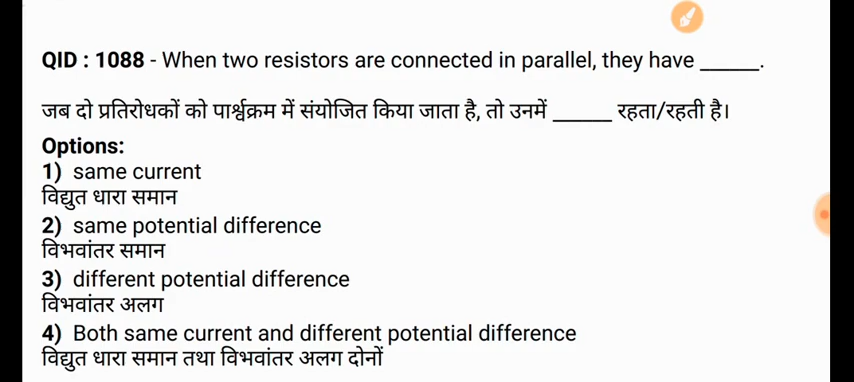 QID : 1088 - When two resistors are connected in parallel, they have ______.
जब दो प्रतिरोधकों को पार्श्वक्रम में संयोजित किया जाता है, तो उनमें ______ रहता/रहती है।
Options:
1) same current
विद्युत धारा समान
2) same potential difference
विभवांतर समान
3) different potential difference
विभवांतर अलग
4) Both same current and different potential difference
विद्युत धारा समान तथा विभवांतर अलग दोनों